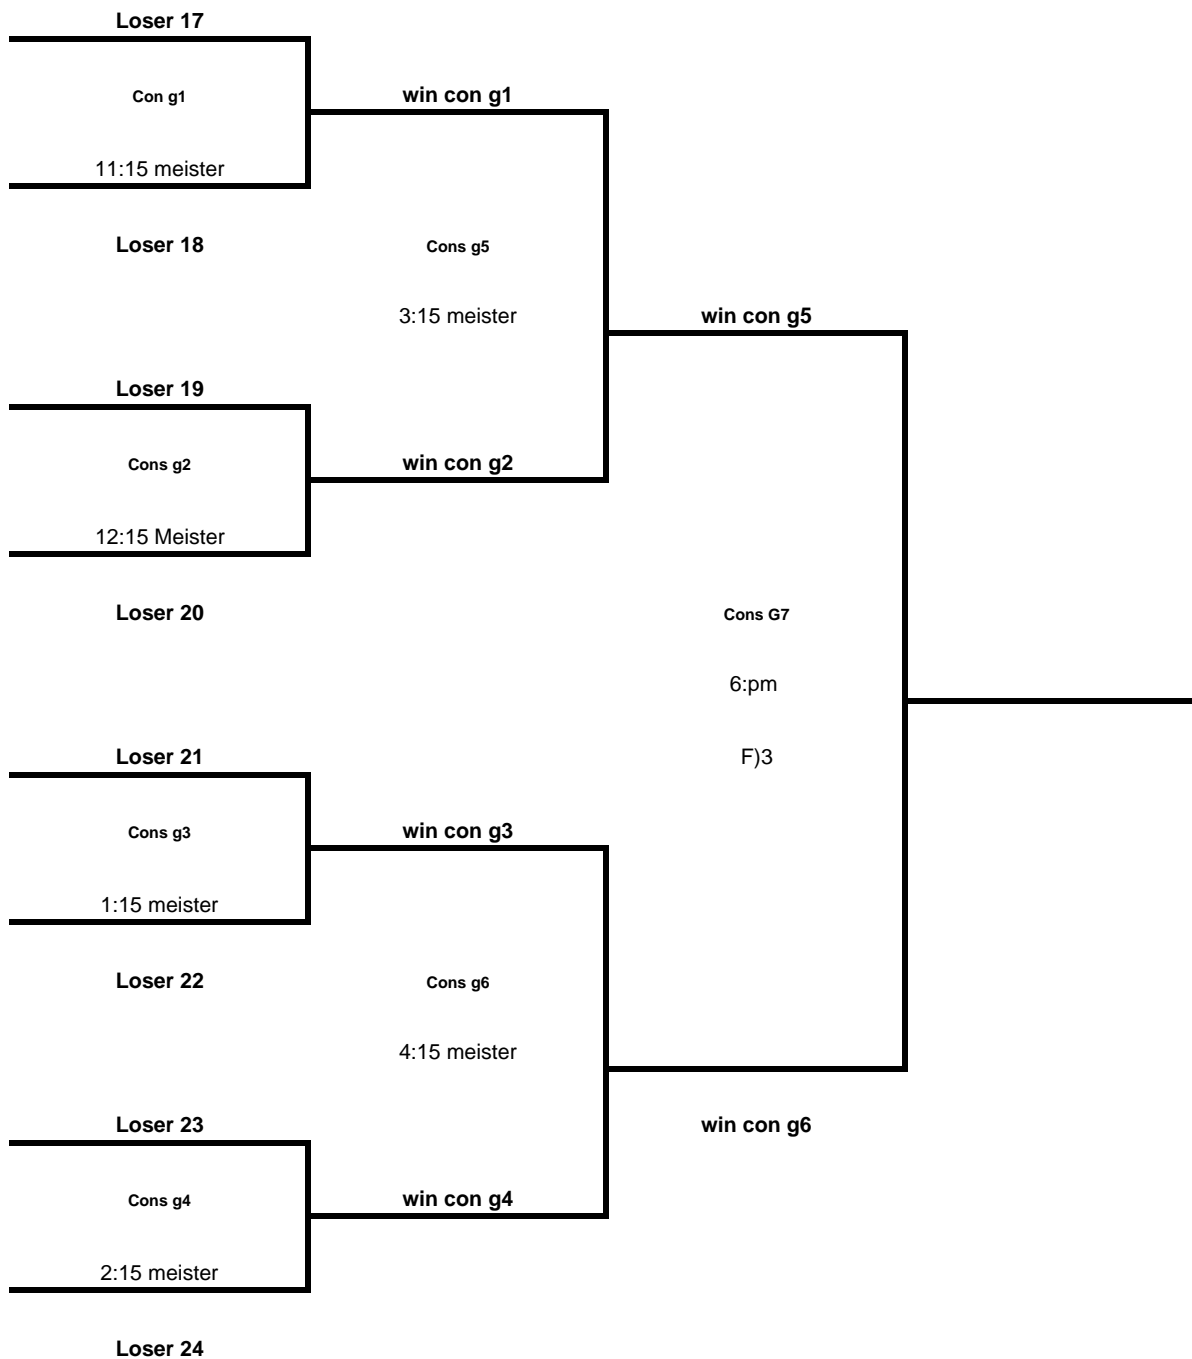 Loser 17
Con g1
win con g1
11:15 meister
Loser 18
Cons g5
3:15 meister
win con g5
Loser 19
Cons g2
win con g2
12:15 Meister
Loser 20
Cons G7
6:pm
Loser 21
F)3
Cons g3
win con g3
1:15 meister
Loser 22
Cons g6
4:15 meister
Loser 23
win con g6
Cons g4
win con g4
2:15 meister
Loser 24